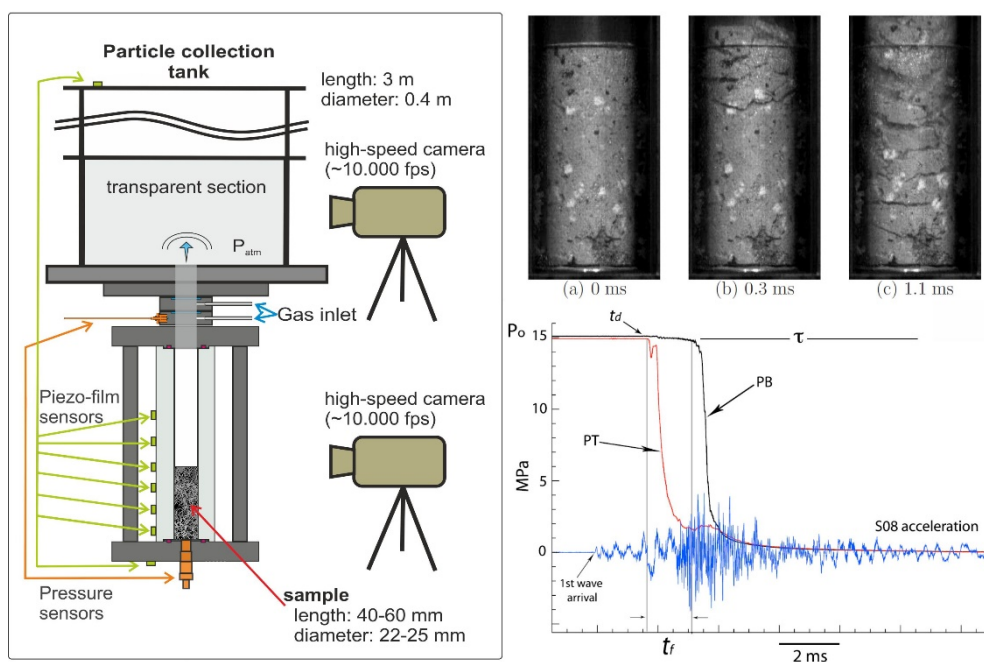 Particle collection
tank
length: 3 m
diameter: 0.4 m
high-speed camera
(~10.000 fps)
transparent section
Patm
Gas inlet
Piezo-film
sensors
high-speed camera
(~10.000 fps)
Pressure
sensors
sample
length: 40-60 mm
diameter: 22-25 mm
(a) 0 ms
(b) 0.3 ms
(c) 1.1 ms
Po
15
td
τ
PB
10
PT
MPa
5
S08 acceleration
0
1st wave
arrival
tf
2 ms